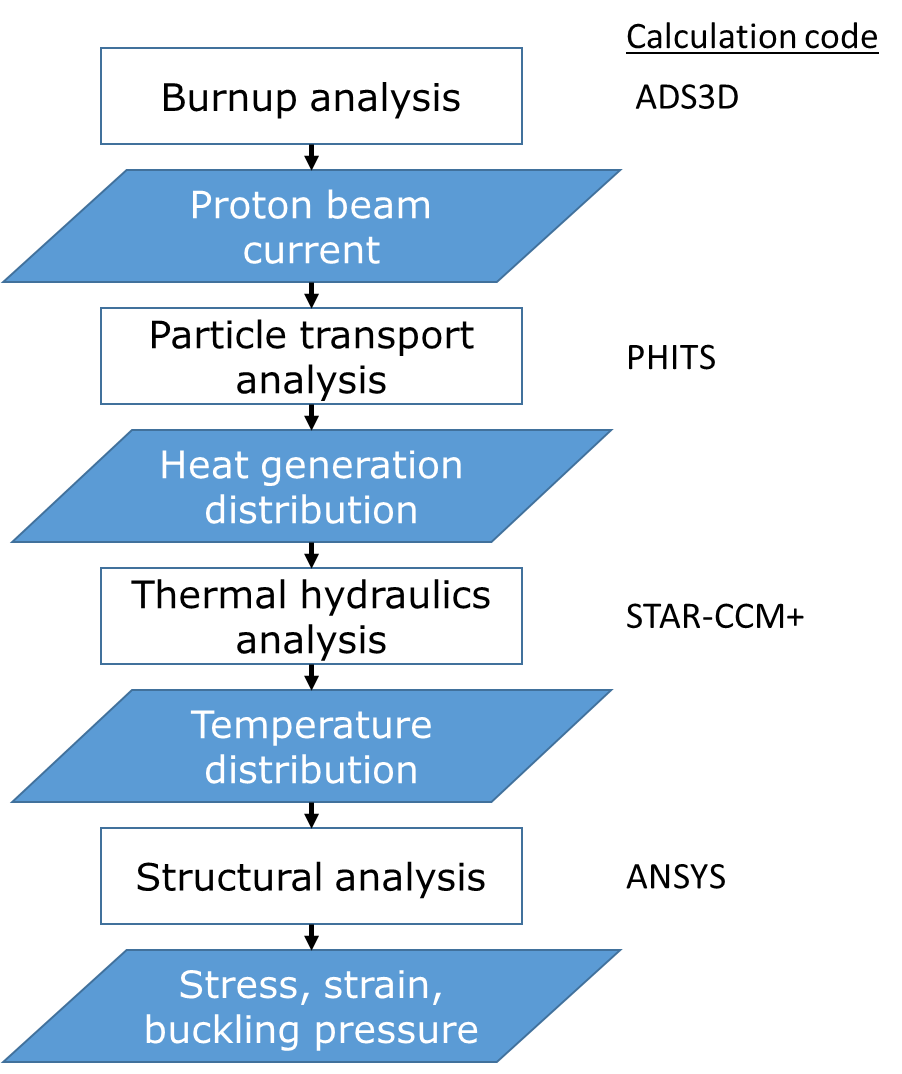 Calculation code
Burnup analysis
ADS3D
Proton beam
current
Particle transport
analysis
PHITS
Heat generation
distribution
Thermal hydraulics
analysis
STAR-CCM+
Temperature
distribution
Structural analysis
ANSYS
Stress, strain,
buckling pressure